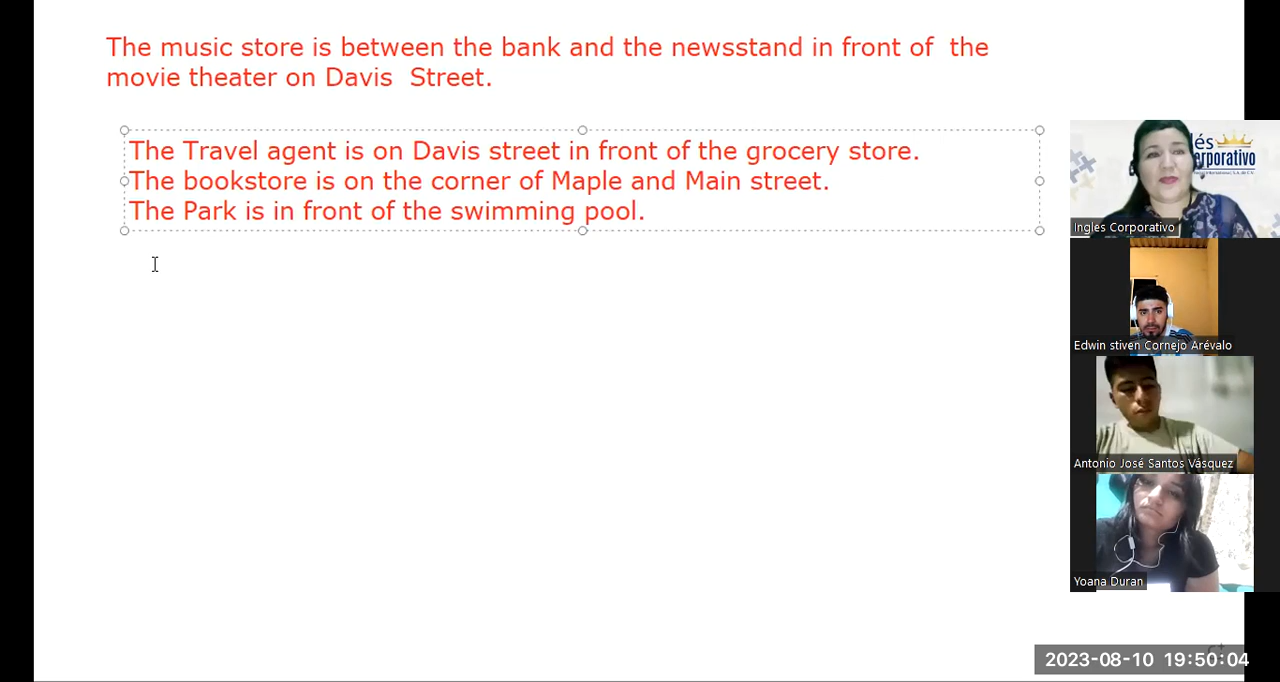 The music store is between the bank and the newsstand in front of  the
movie theater on Davis  Street.
The Travel agent is on Davis street in front of the grocery store.
The bookstore is on the corner of Maple and Main street.
The Park is in front of the swimming pool.
lés
rporativo
Ingles Corporativo
Edwin stiven Cornejo Arévalo
Antonio José Santos Vásquez
Yoana Duran
2023-08-10 19:50:04